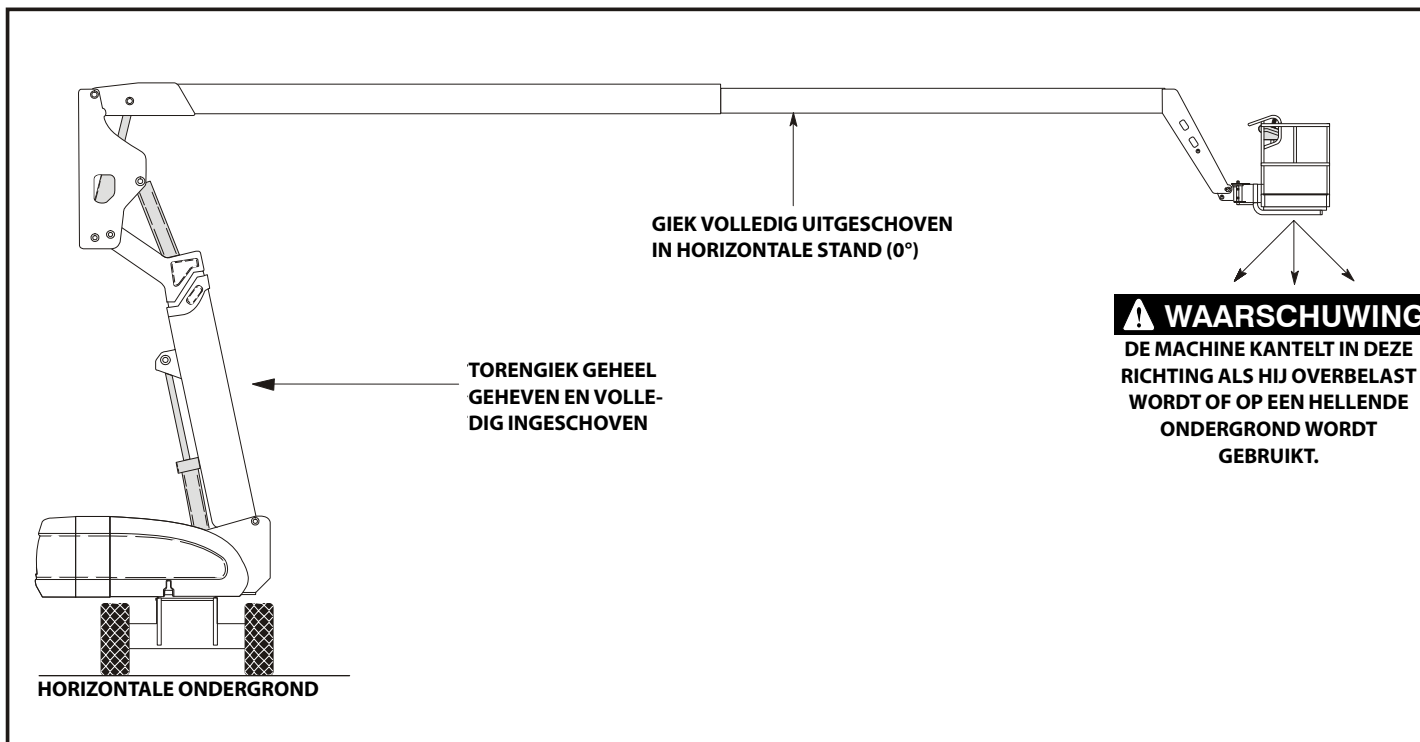 GIEK VOLLEDIG UITGESCHOVEN
IN HORIZONTALE STAND (0°)
WAARSCHUWING
DE MACHINE KANTELT IN DEZE
RICHTING ALS HIJ OVERBELAST
WORDT OF OP EEN HELLENDE
ONDERGROND WORDT
GEBRUIKT.
TORENGIEK GEHEEL
GEHEVEN EN VOLLE-
DIG INGESCHOVEN
HORIZONTALE ONDERGROND